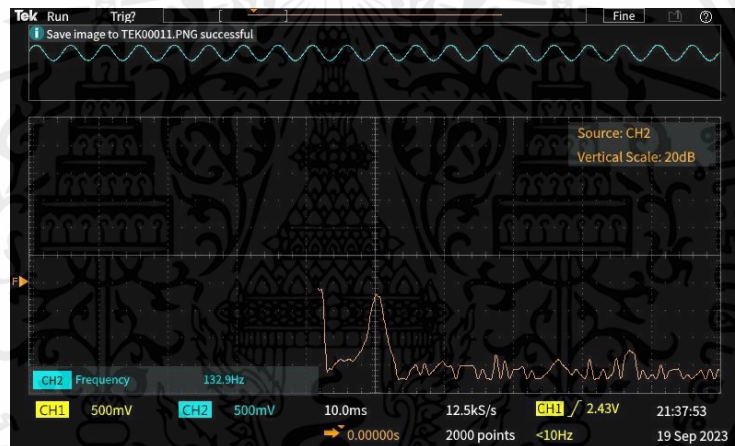 Tek Run Trig? Fine
Save image to TEK00011.PNG successful
Source: CH2
Vertical Scale: 20dB
F
CH2 Frequency 132.9Hz
CH1 500mV CH2 500mV 10.0ms 12.5kS/s CH1 2.43V 21:37:53
0.00000s 2000 points <10Hz 19 Sep 2023